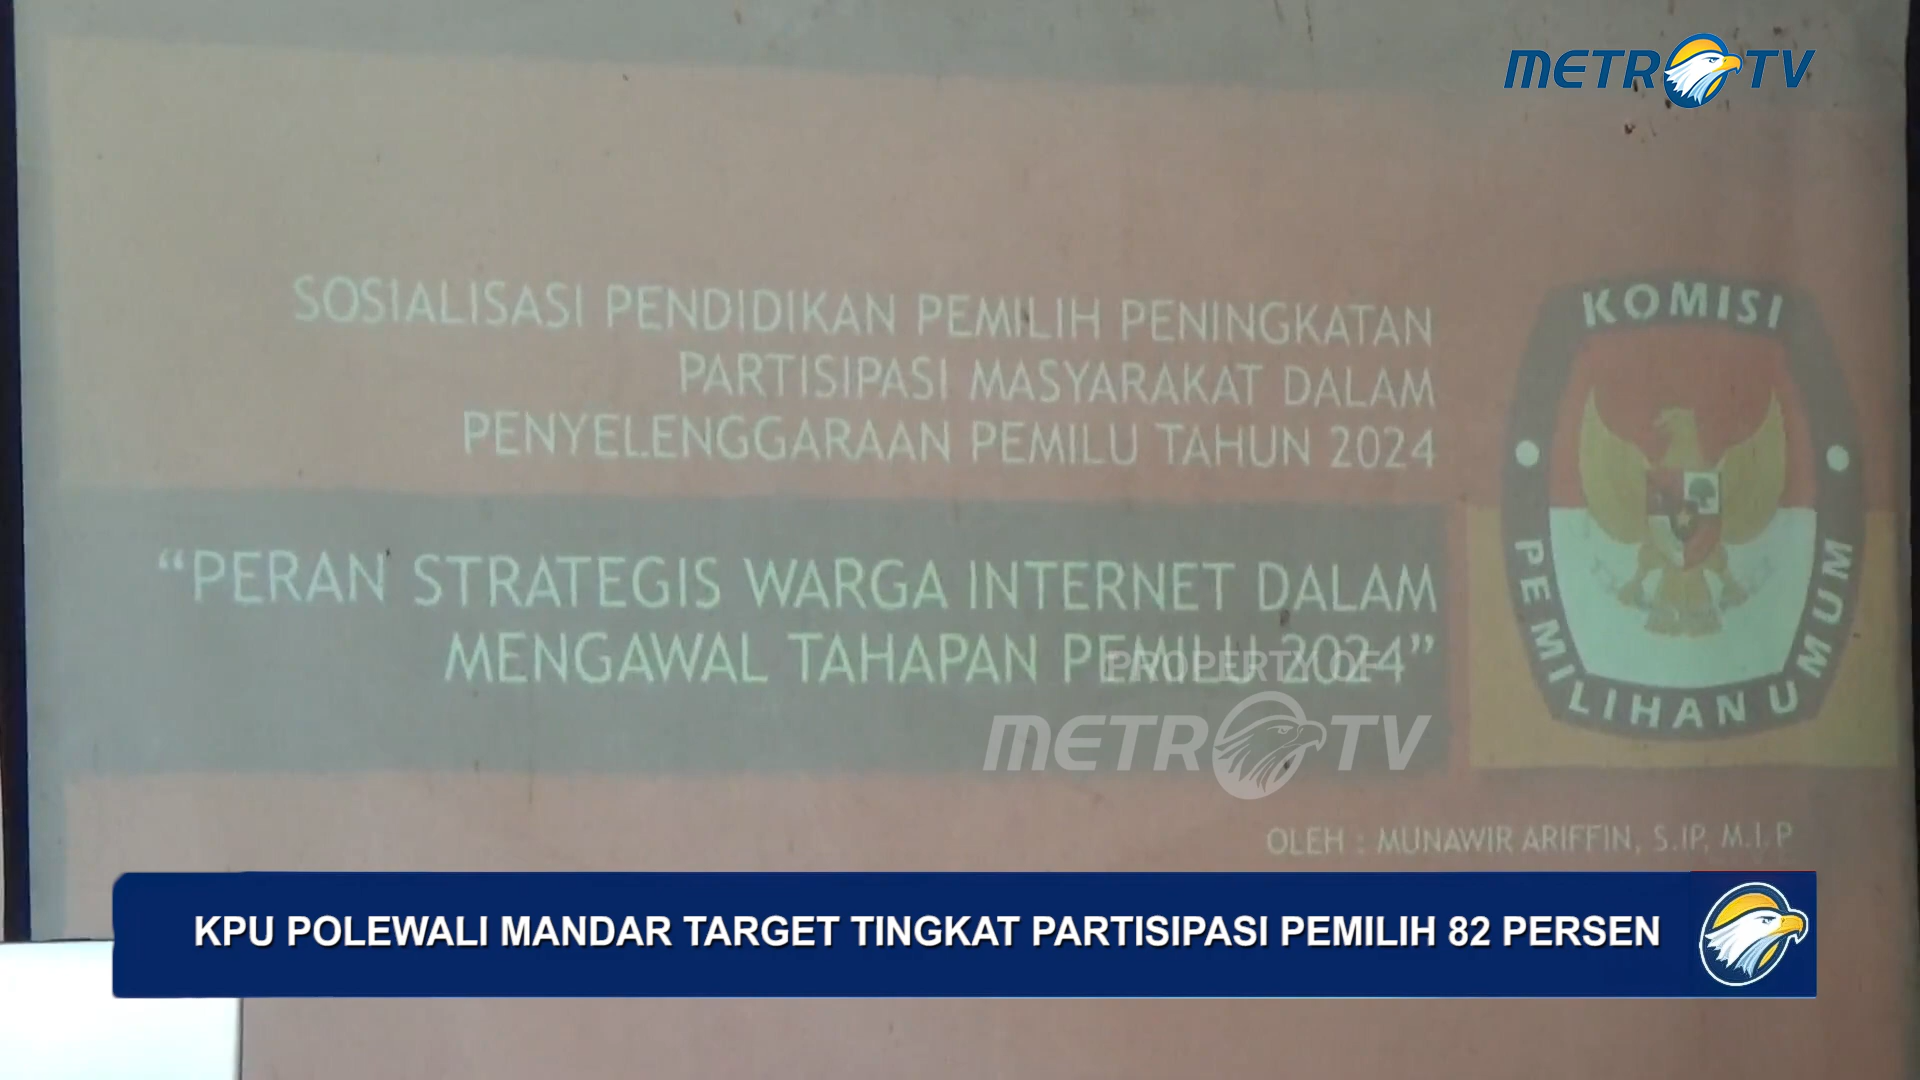 METRO TV
SOSIALISASI PENDIDIKAN PEMILIH PENINGKATAN
PARTISIPASI MASYARAKAT DALAM
PENYELENGGARAAN PEMILU TAHUN 2024
KOMISI
PEMILIHAN UMUM
“PERAN STRATEGIS WARGA INTERNET DALAM
MENGAWAL TAHAPAN PEMILU 2024”
PROPERTY OF
METRO TV
OLEH : MUNAWIR ARIFFIN, S.IP, M.I.P
KPU POLEWALI MANDAR TARGET TINGKAT PARTISIPASI PEMILIH 82 PERSEN